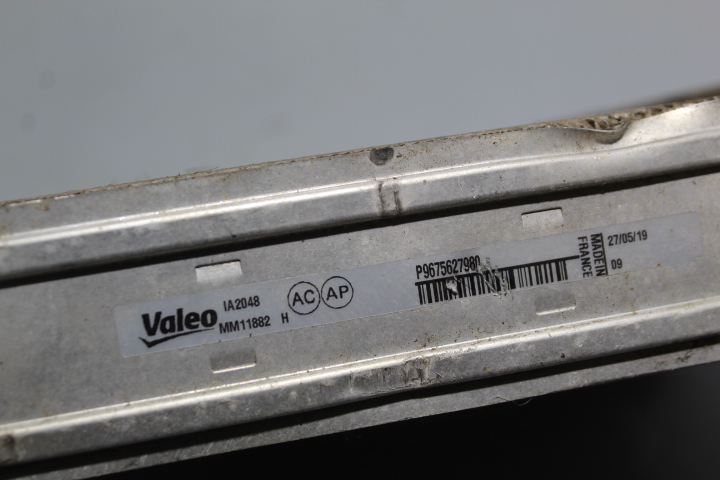 Valeo
IA2048
MM11882 H
AC AP
P9675627980
MADE IN
FRANCE
27/05/19
09